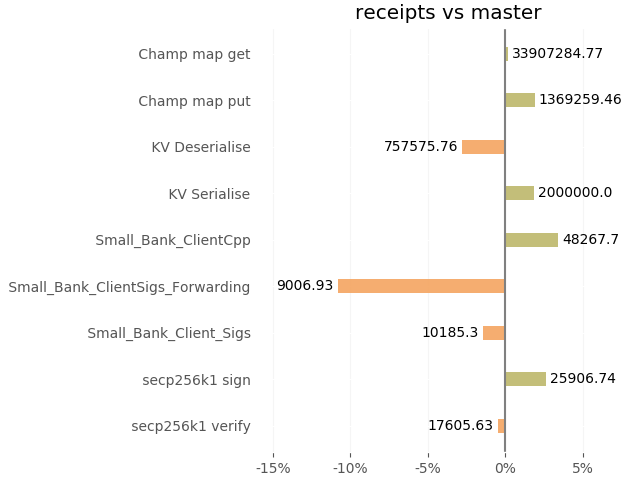 receipts vs master
Champ map get 33907284.77
Champ map put 1369259.46
KV Deserialise 757575.76
KV Serialise 2000000.0
Small_Bank_ClientCpp 48267.7
Small_Bank_ClientSigs_Forwarding 9006.93
Small_Bank_Client_Sigs 10185.3
secp256k1 sign 25906.74
secp256k1 verify 17605.63
-15% -10% -5% 0% 5%